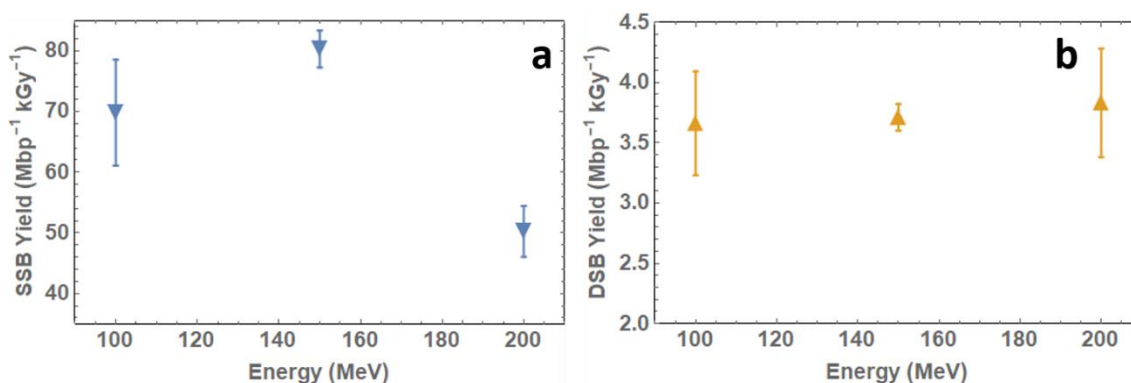 a
80
70
60
50
40
SSB Yield (Mbp⁻¹ kGy⁻¹)
100 120 140 160 180 200
Energy (MeV)
b
4.5
4.0
3.5
3.0
2.5
2.0
DSB Yield (Mbp⁻¹ kGy⁻¹)
100 120 140 160 180 200
Energy (MeV)